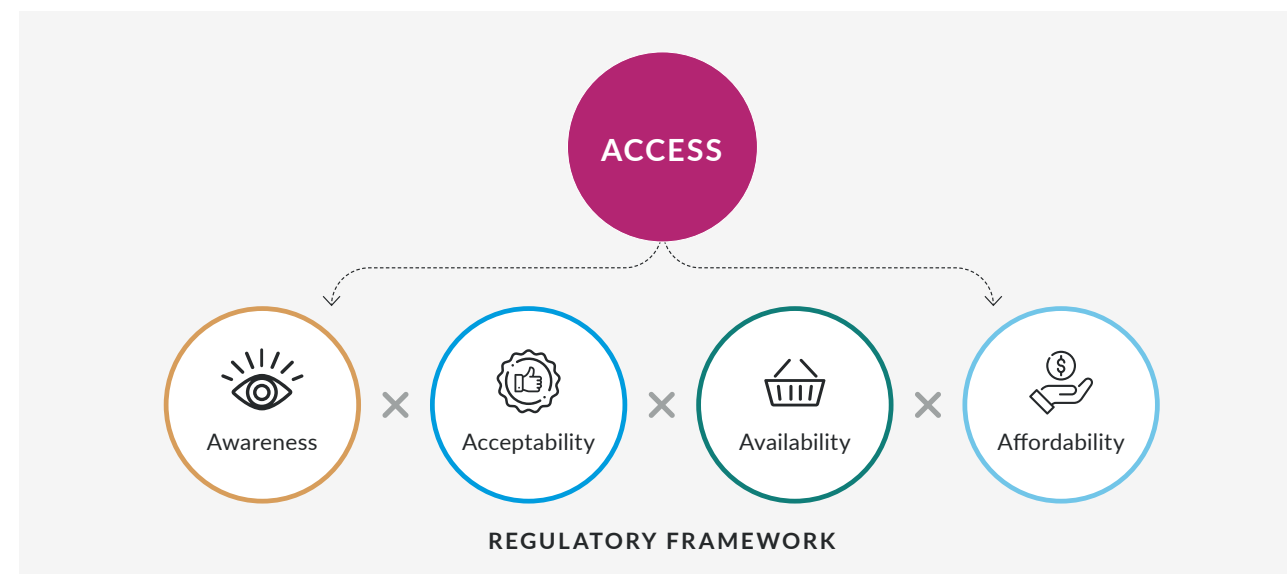 ACCESS
Awareness
Acceptability
Availability
Affordability
REGULATORY FRAMEWORK